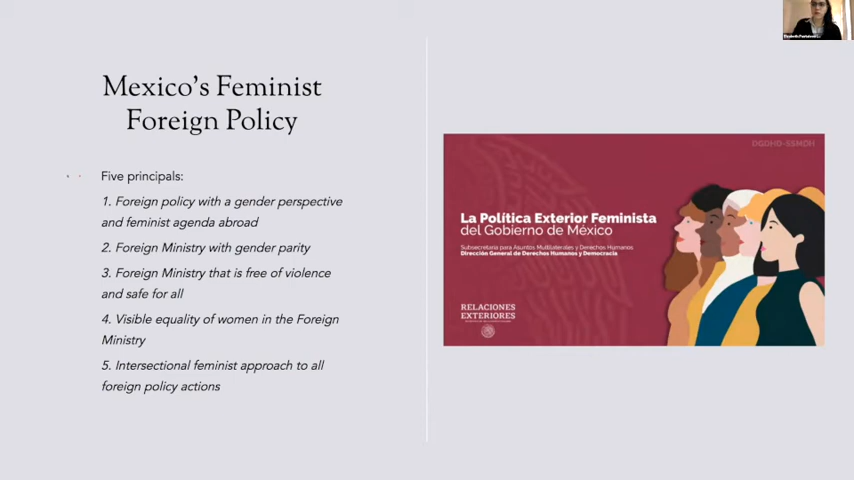 Mexico's Feminist
Foreign Policy
Five principals:
1. Foreign policy with a gender perspective
and feminist agenda abroad
2. Foreign Ministry with gender parity
3. Foreign Ministry that is free of violence
and safe for all
4. Visible equality of women in the Foreign
Ministry
5. Intersectional feminist approach to all
foreign policy actions
DGDHD-SSMDH
La Política Exterior Feminista
del Gobierno de México
Subsecretaría para Asuntos Multilaterales y Derechos Humanos
Dirección General de Derechos Humanos y Democracia
RELACIONES
EXTERIORES